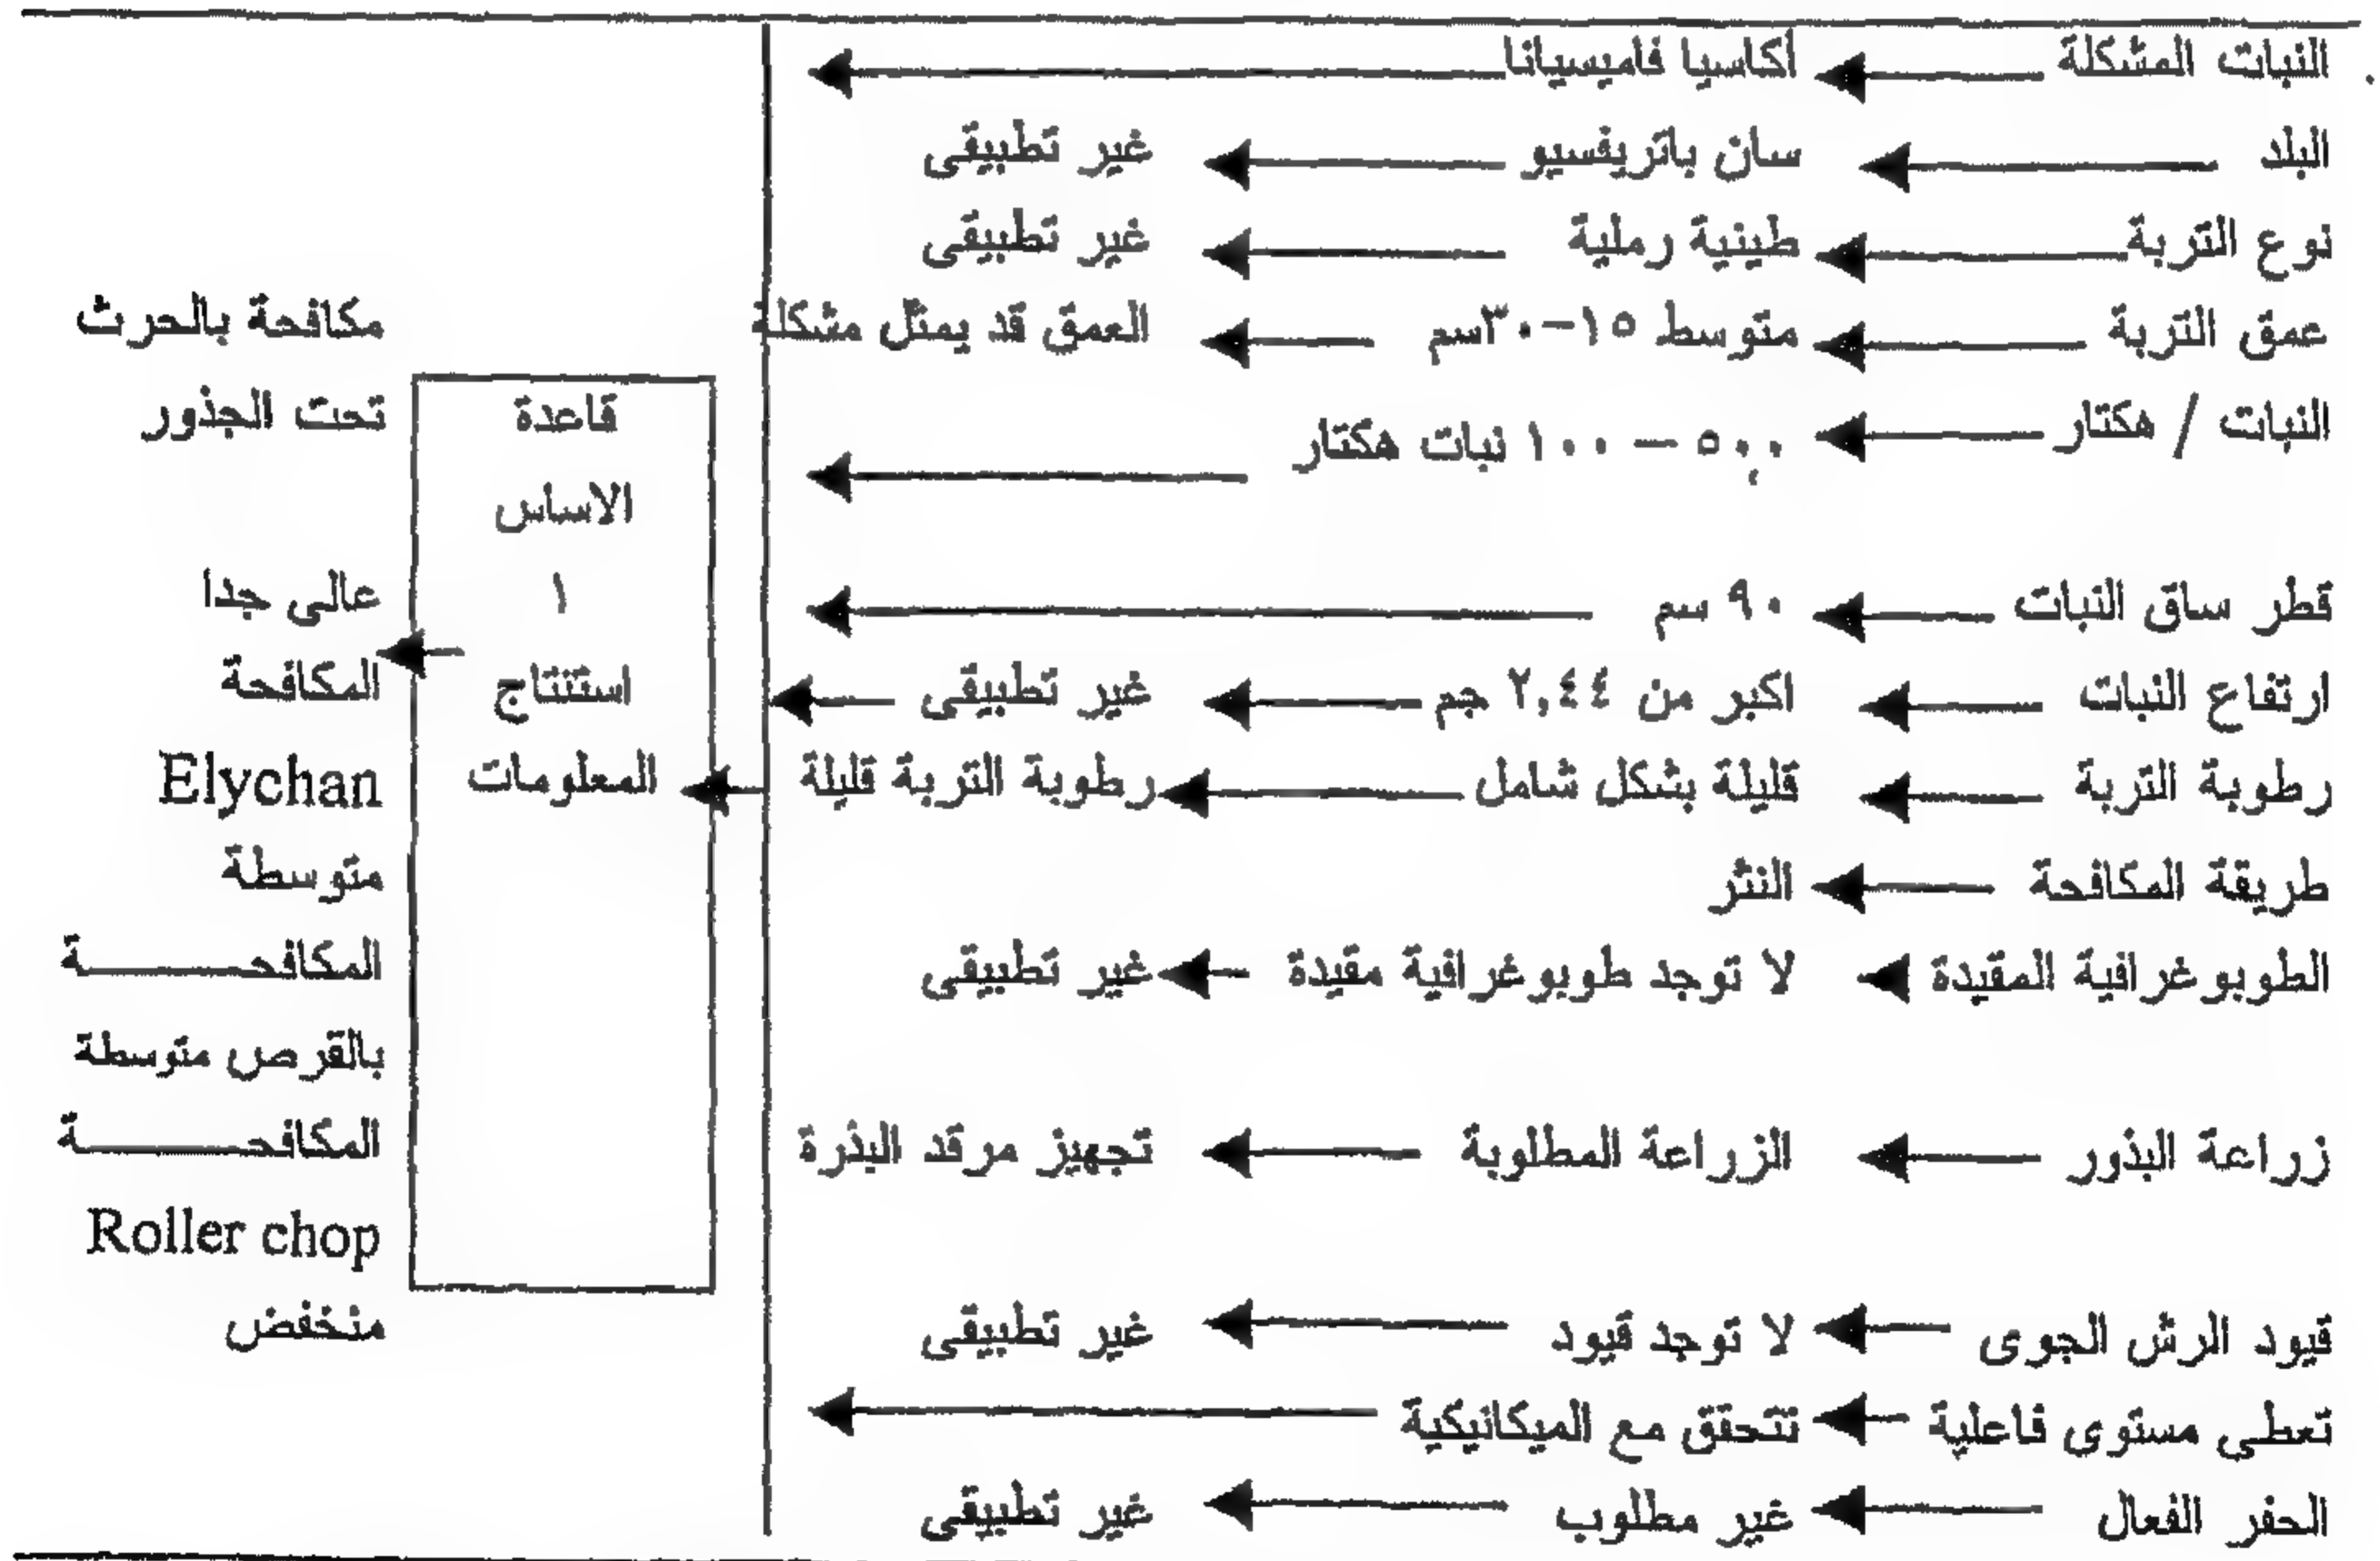 النبات المشكلة أكاسيا فاميسيانا
البلد سان باتريفسيو غير تطبيقى
نوع التربة طينية رملية غير تطبيقى
عمق التربة متوسط ١٥-٣٠سم العمق قد يمثل مشكلة
النبات / هكتار ٥٠٠ – ١٠٠ نبات هكتار
قطر ساق النبات ٩٠ سم
ارتفاع النبات اكبر من ٢,٤٤ جم غير تطبيقى
رطوبة التربة قليلة بشكل شامل رطوبة التربة قليلة
طريقة المكافحة النثر
الطوبوغرافية المقيدة لا توجد طوبوغرافية مقيدة غير تطبيقى
زراعة البذور الزراعة المطلوبة تجهيز مرقد البذرة
قيود الرش الجوى لا توجد قيود غير تطبيقى
تعطى مستوى فاعلية تتحقق مع الميكانيكية
الحفر الفعال غير مطلوب غير تطبيقى
قاعدة
الاساس
١
استنتاج
المعلومات
مكافحة بالحرث
تحت الجذور
عالى جدا
المكافحة
Elychan
متوسطة
المكافحـــــة
بالقرص متوسطة
المكافحـــــة
Roller chop
منخفض